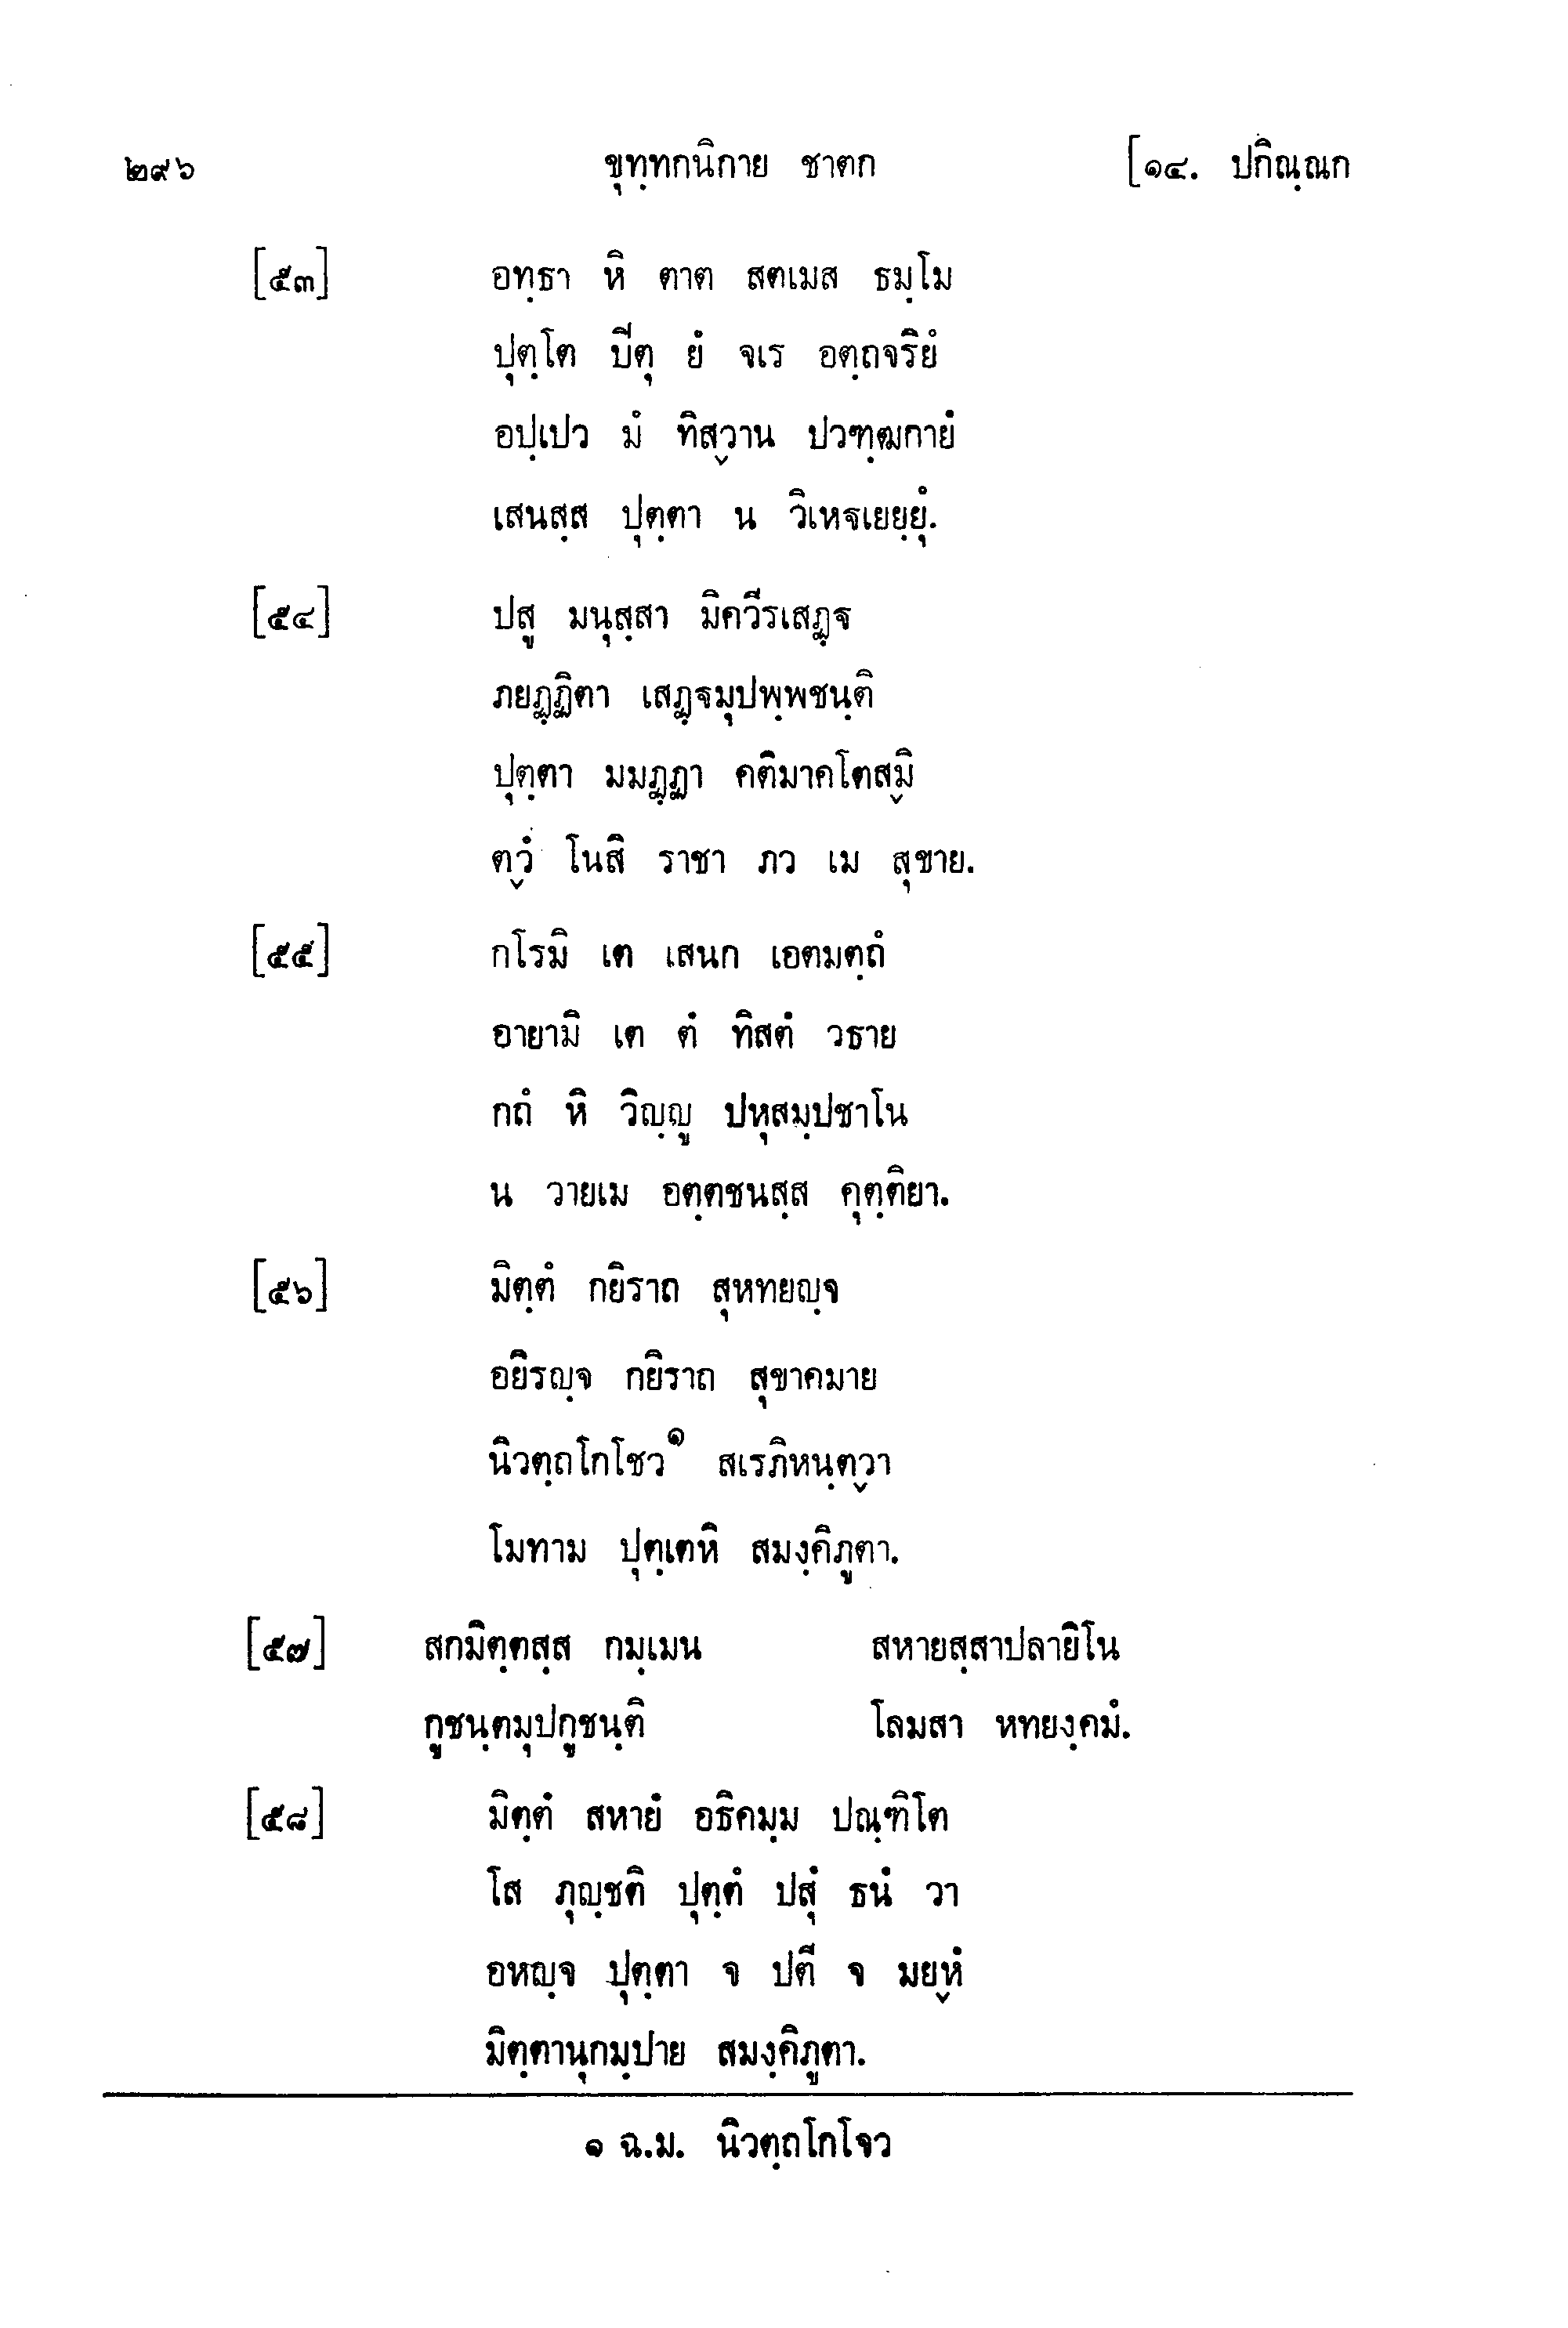 ๒๙๖ ขุทฺทกนิกาย ชาตก [๑๔. ปกิณฺณก
[๕๓] อทฺธา หิ ตาต สตเมส ธมฺโม
ปุตฺโต ปีตุ ยํ จเร อตฺถจริยํ
อปฺเปว มํ ทิสฺวาน ปวฑฺฒกายํ
เสนสฺส ปุตฺตา น วิเหฐเยยฺยุํ.
[๕๔] ปสู มนุสฺสา มิควีรเสฏฺฐ
ภยฏฺฏิตา เสฏฺฐมุปพฺพชนฺติ
ปุตฺตา มมฏฺฏา คติมาคโตสฺมิ
ตฺวํ โนสิ ราชา ภว เม สุขาย.
[๕๕] กโรมิ เต เสนก เอตมตฺถํ
อายามิ เต ตํ ทิสตํ วธาย
กถํ หิ วิญฺญู ปหุสมฺปชาโน
น วายเม อตฺตชนสฺส คุตฺติยา.
[๕๖] มิตฺตํ กยิราถ สุหทยญฺจ
อยิรญฺจ กยิราถ สุขาคมาย
นิวตฺถโกโชว๑ สเรภิหนฺตฺวา
โมทาม ปุตฺเตหิ สมงฺคิภูตา.
[๕๗] สกมิตฺตสฺส กมฺเมน สหายสฺสาปลายิโน
กูชนฺตมุปกูชนฺติ โลมสา หทยงฺคมํ.
[๕๘] มิตฺตํ สหายํ อธิคมฺม ปณฺฑิโต
โส ภุญฺชติ ปุตฺตํ ปสุํ ธนํ วา
อหญฺจ ปุตฺตา จ ปตี จ มยฺหํ
มิตฺตานุกมฺปาย สมงฺคิภูตา.
๑ ฉ.ม. นิวตฺถโกโจว